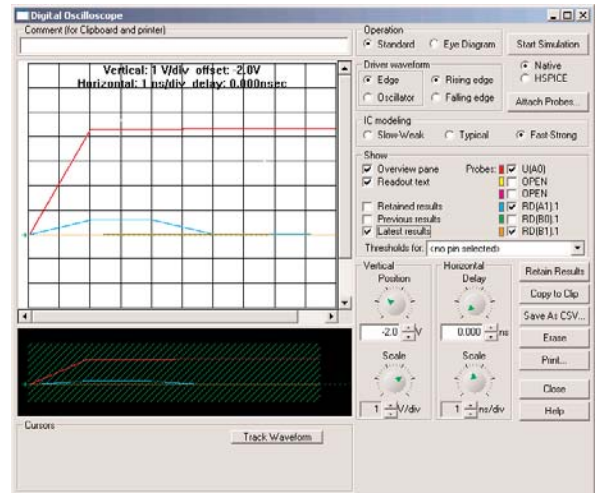 Digital Oscilloscope
Comment (for Clipboard and printer)
Vertical: 1 V/div offset: -2.0V
Horizontal: 1 ns/div delay: 0.000nsec
Operation
Standard
Eye Diagram
Start Simulation
Driver waveform
Edge
Rising edge
Oscillator
Falling edge
Native
HSPICE
Attach Probes...
IC modeling
Slow-Weak
Typical
Fast-Strong
Show
Overview pane
Probes:
U(A0)
Readout text
OPEN
OPEN
Retained results
RD(A1).1
Previous results
RD(B0).1
Latest results
RD(B1).1
Thresholds for:
<no pin selected>
Vertical
Position
-2.0
V
Scale
1
V/div
Horizontal
Delay
0.000
ns
Scale
1
ns/div
Retain Results
Copy to Clip
Save As CSV...
Erase
Print...
Close
Help
Cursors
Track Waveform